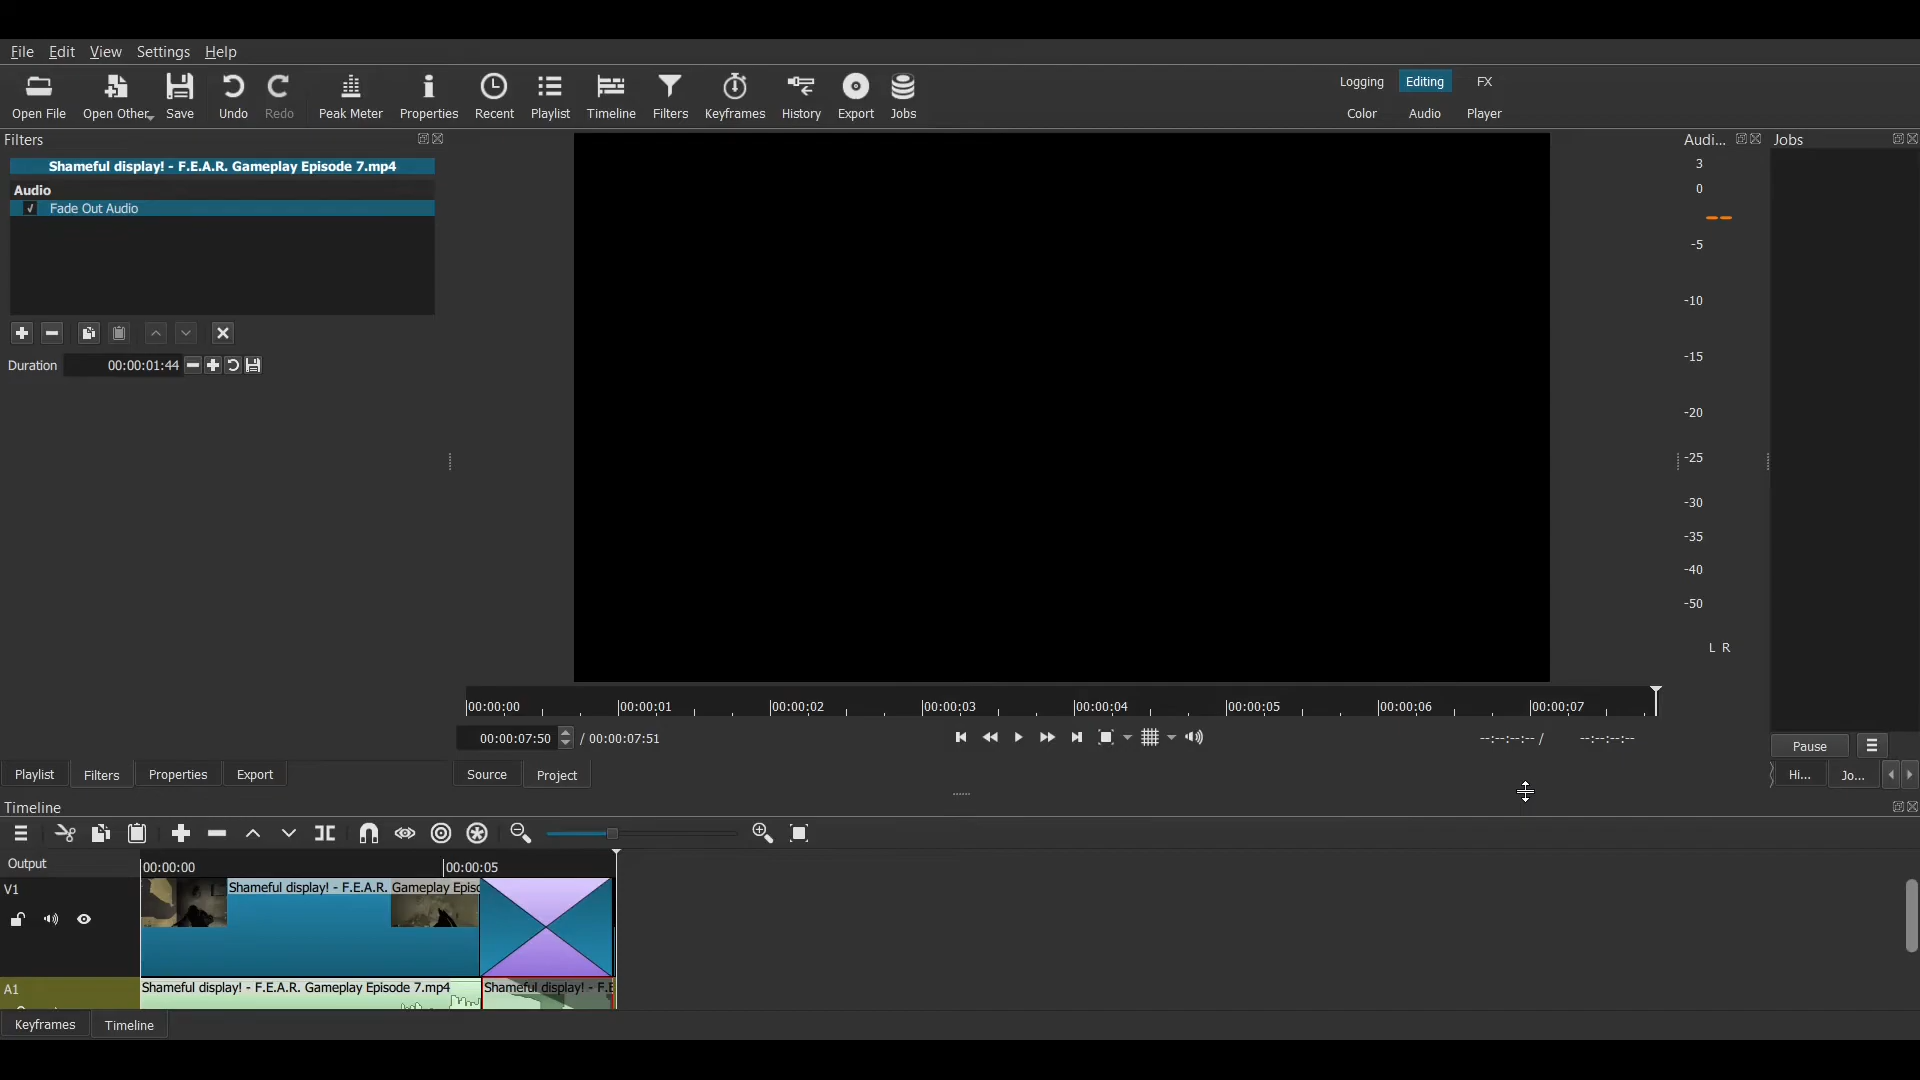 File Edit View Settings Help
Open File Open Other Save Undo Redo Peak Meter Properties Recent Playlist Timeline Filters Keyframes History Export Jobs
Logging Editing FX
Color Audio Player
Filters
Shameful display! - F.E.A.R. Gameplay Episode 7.mp4
Audio
Fade Out Audio
Duration 00:00:01:44
Audi...
3
0
-5
-10
-15
-20
-25
-30
-35
-40
-50
L R
Jobs
00:00:00 00:00:01 00:00:02 00:00:03 00:00:04 00:00:05 00:00:06 00:00:07
00:00:07:50 / 00:00:07:51 --:--:--:-- / --:--:--:--
Pause
Playlist Filters Properties Export Source Project Hi... Jo...
Timeline
Output 00:00:00 00:00:05
V1 Shameful display! - F.E.A.R. Gameplay Episo
A1 Shameful display! - F.E.A.R. Gameplay Episode 7.mp4 Shameful display! - F.E
Keyframes Timeline